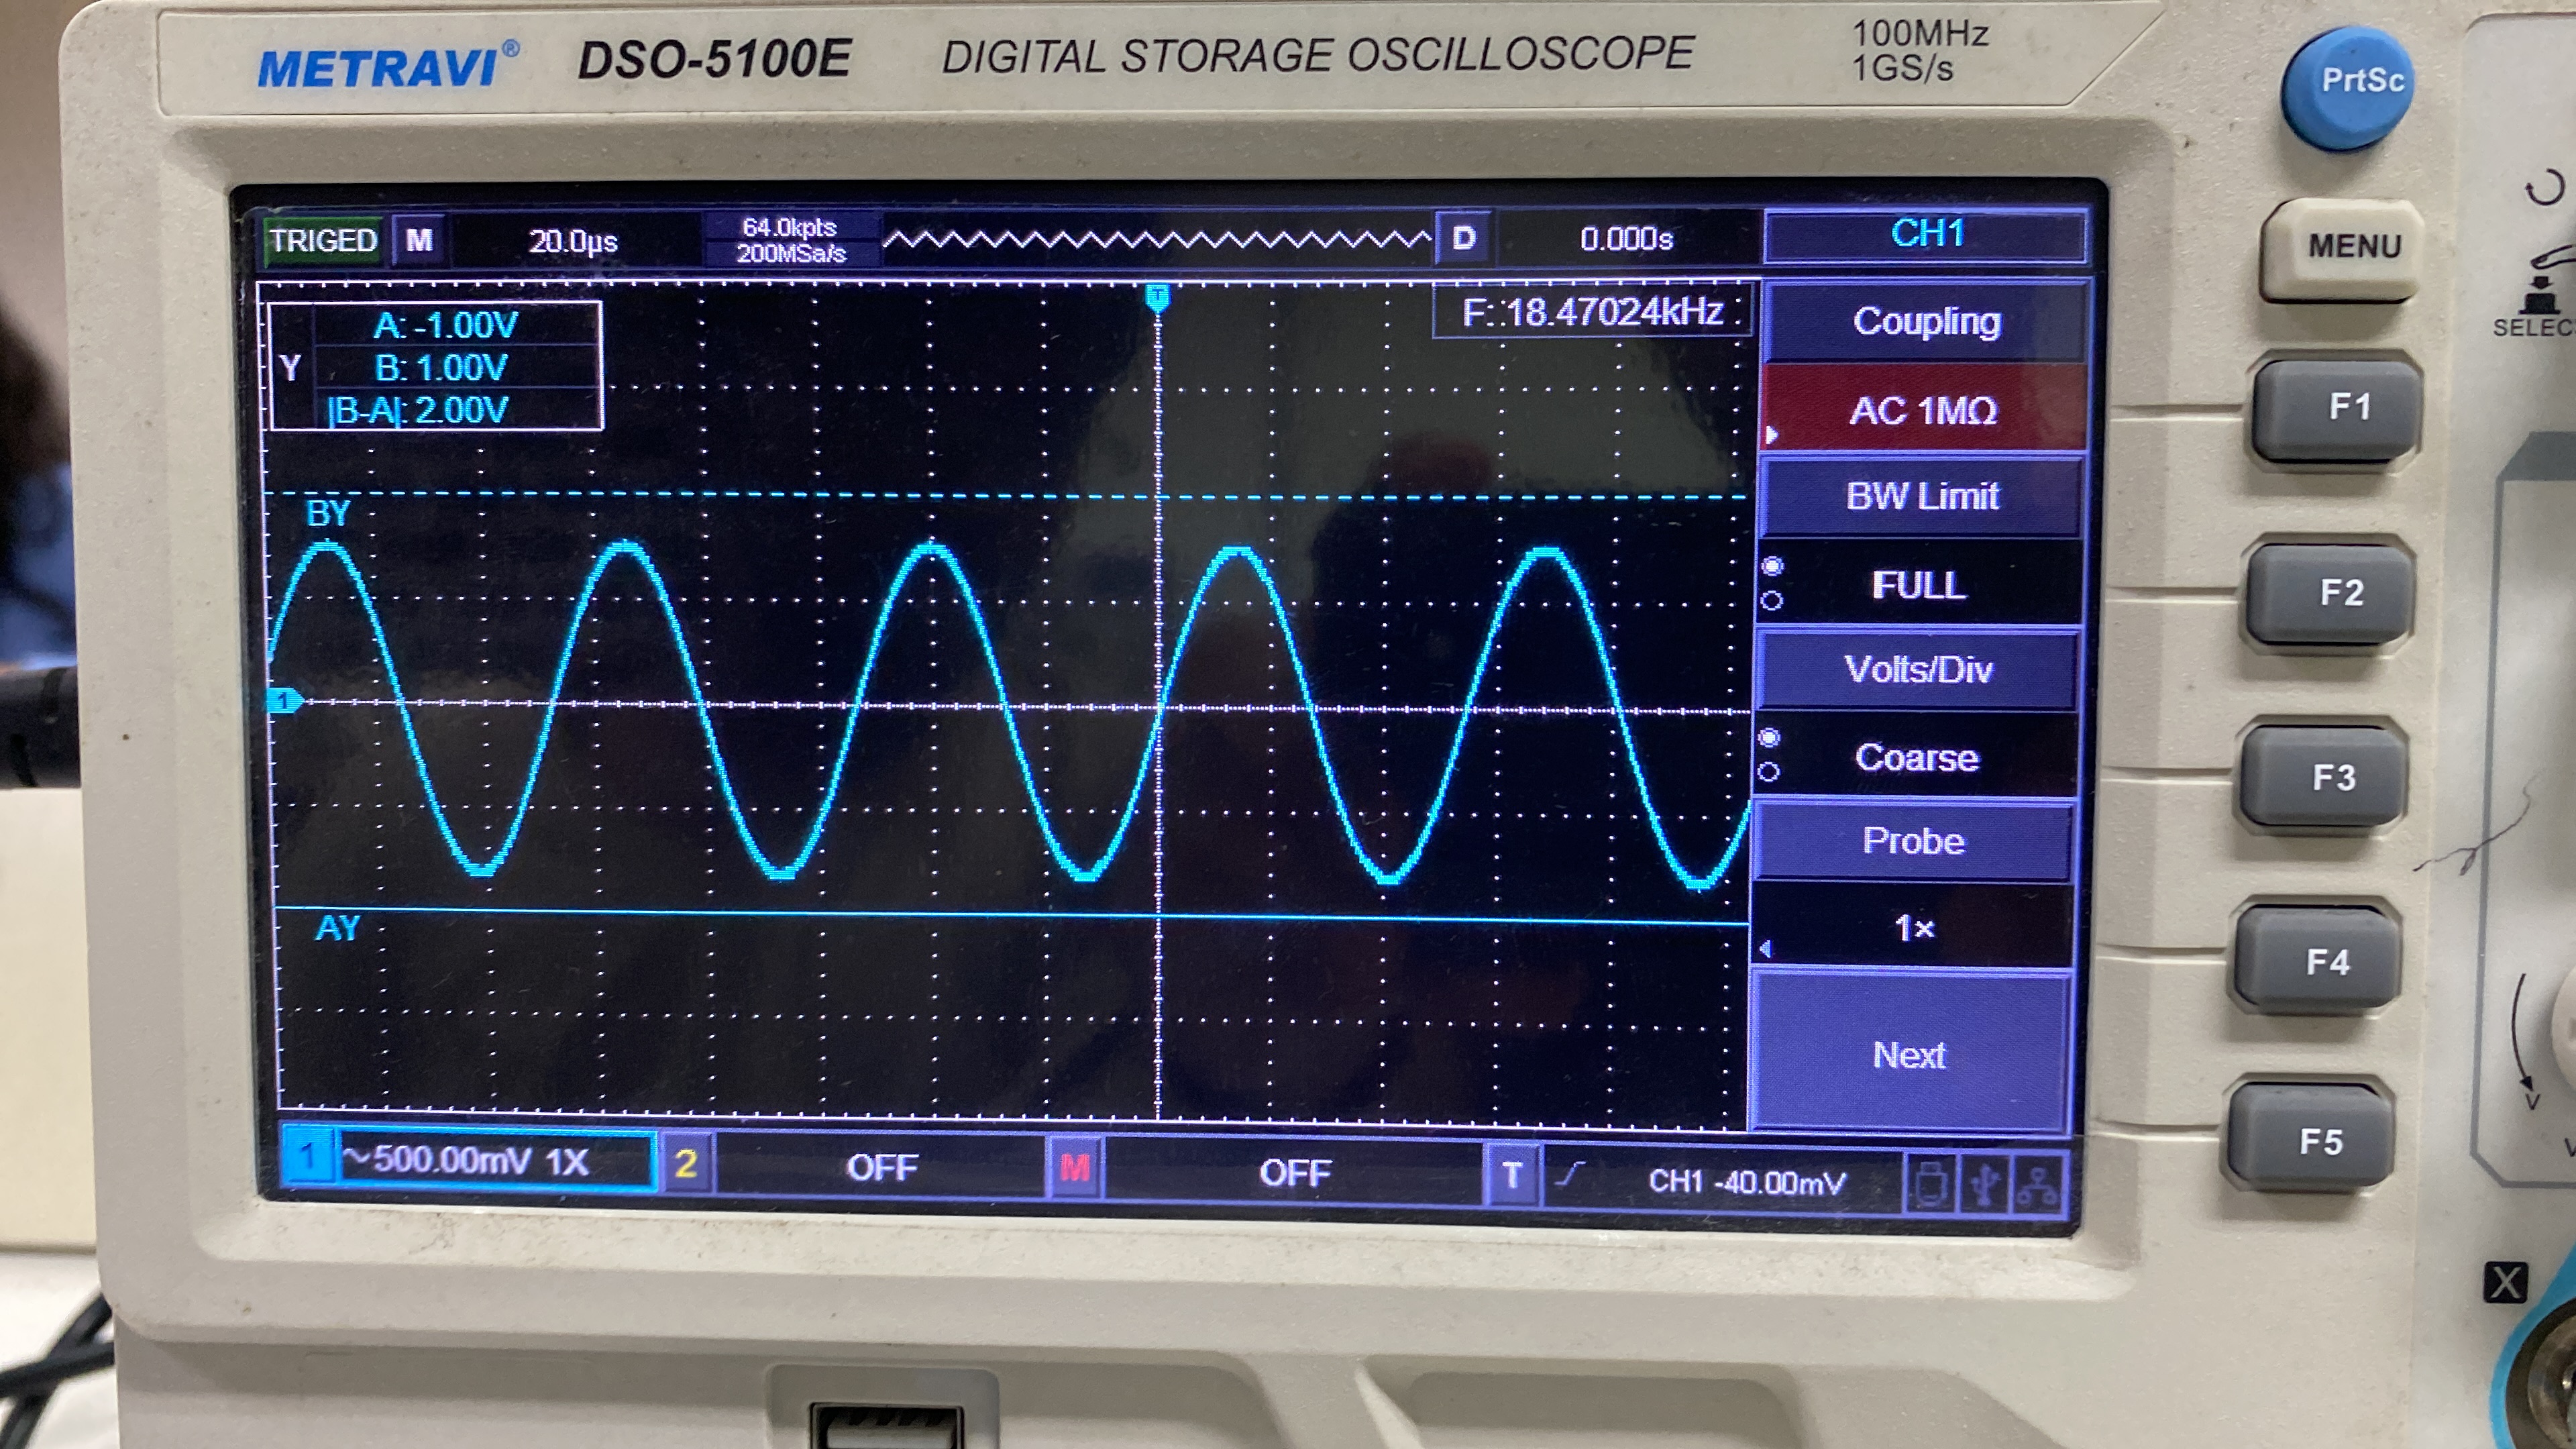 METRAVI® DSO-5100E DIGITAL STORAGE OSCILLOSCOPE 100MHz
1GS/s
PrtSc
TRIGED M 20.0µs 64.0kpts
200MSa/s
D 0.000s CH1
MENU
SELEC
A: -1.00V
Y B: 1.00V
|B-A|: 2.00V
T
F: 18.47024kHz
Coupling
AC 1MΩ
F1
BW Limit
BY
FULL
F2
Volts/Div
1
Coarse
F3
Probe
1×
AY
F4
Next
F5
1 ~500.00mV 1X 2 OFF M OFF T CH1 -40.00mV
V
X